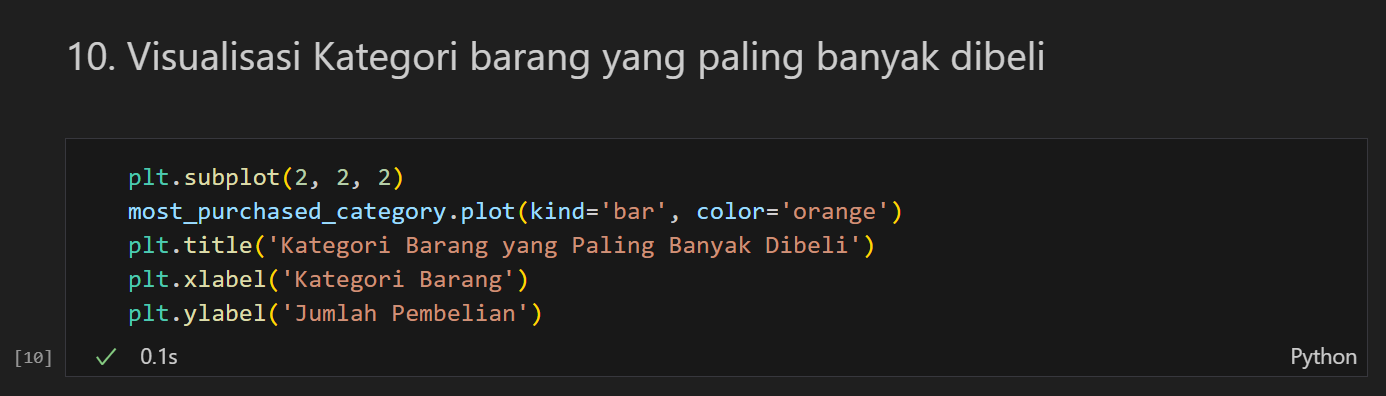 10. Visualisasi Kategori barang yang paling banyak dibeli
plt.subplot(2, 2, 2)
most_purchased_category.plot(kind='bar', color='orange')
plt.title('Kategori Barang yang Paling Banyak Dibeli')
plt.xlabel('Kategori Barang')
plt.ylabel('Jumlah Pembelian')
[10] ✓ 0.1s Python